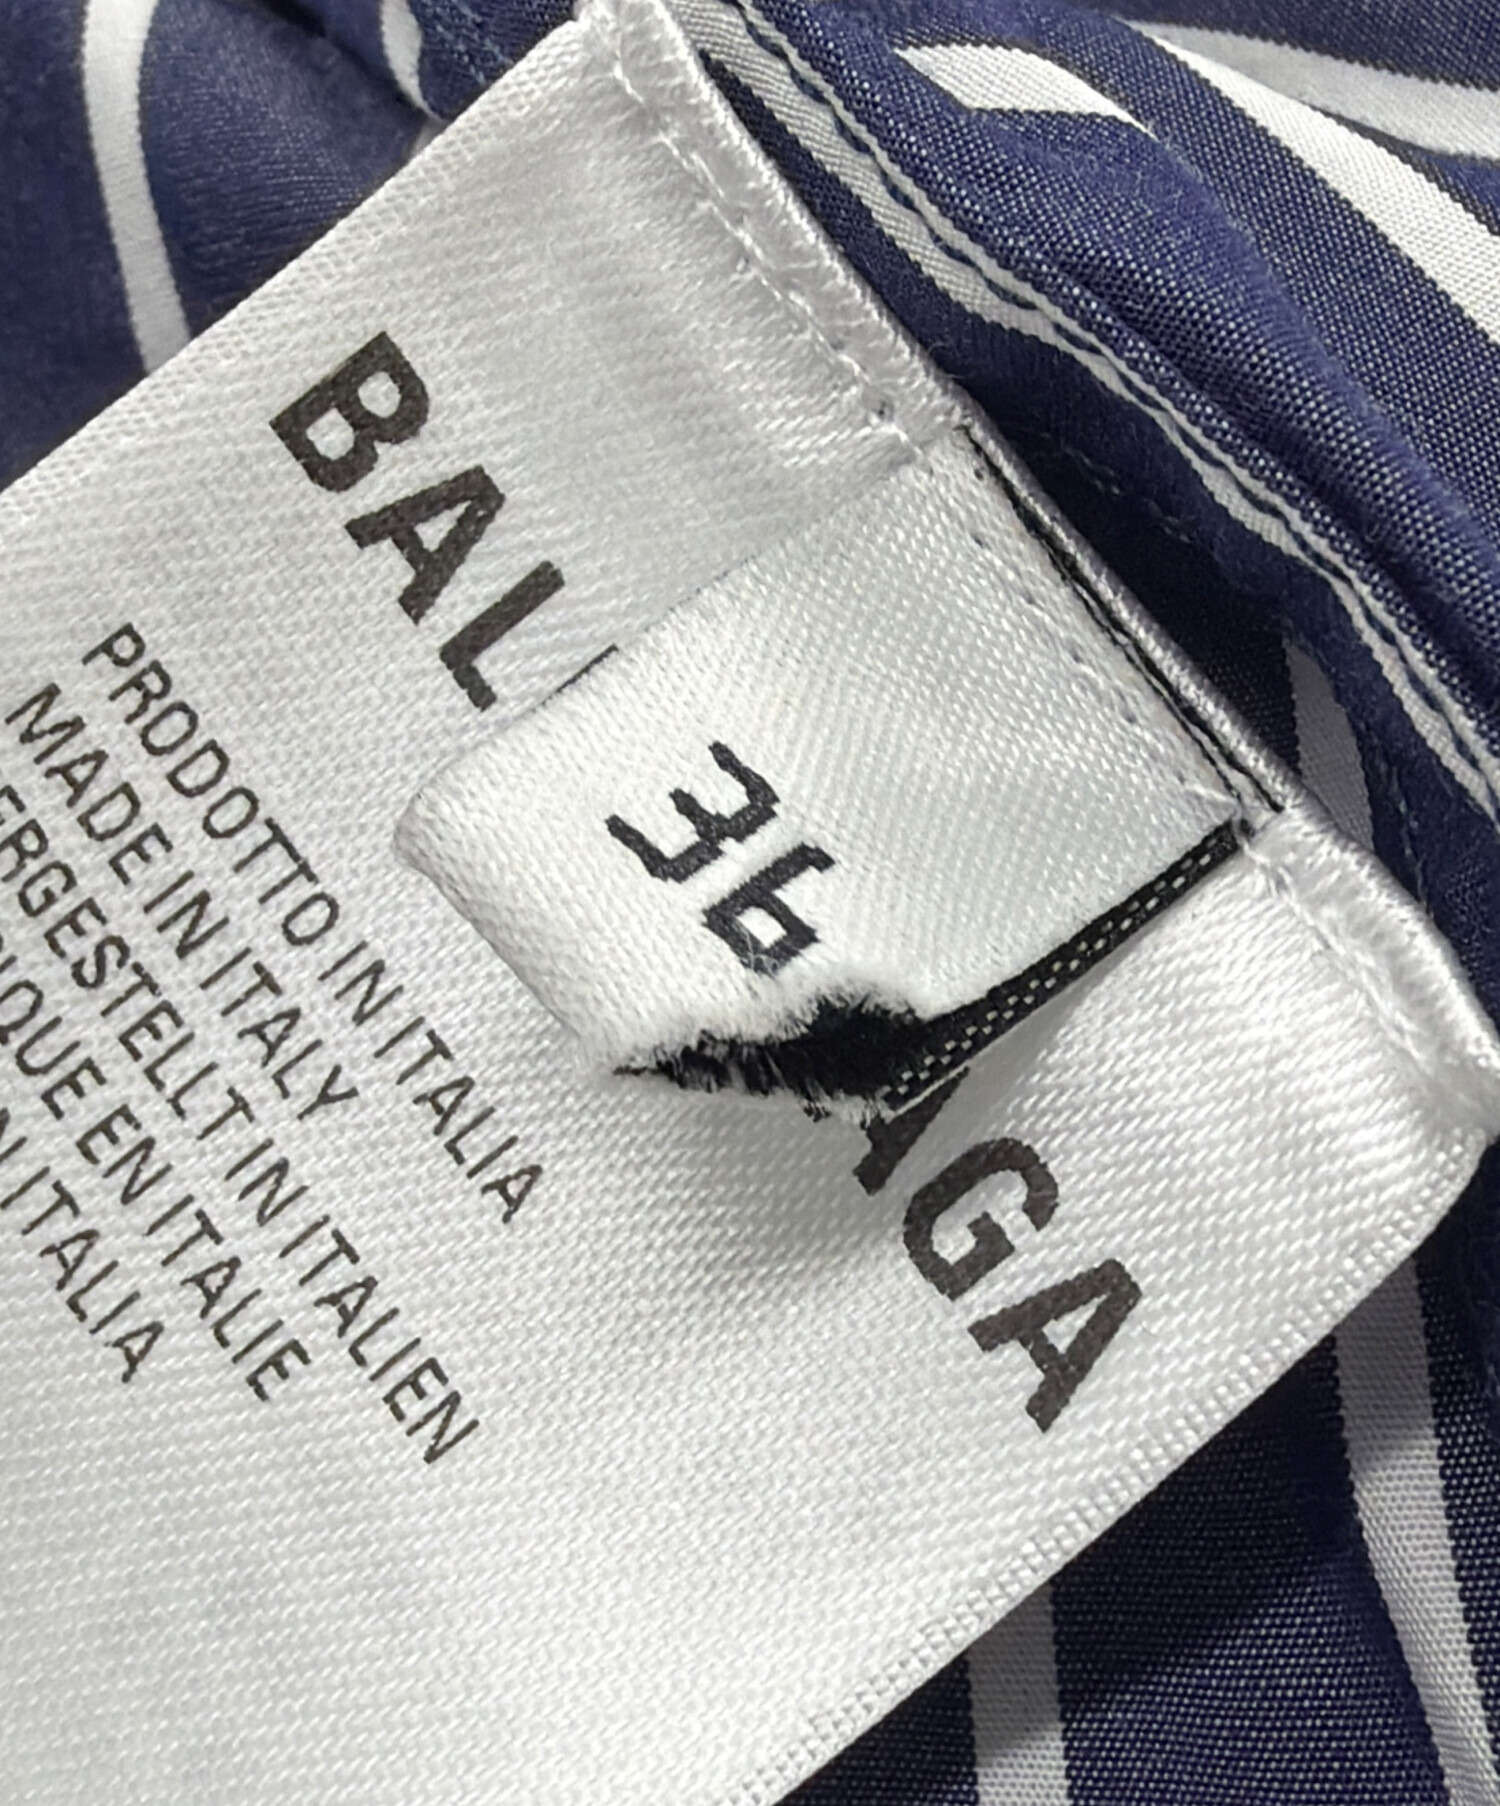 BAL AGA
36
PRODOTTO IN ITALIA
MADE IN ITALY
ERGESTELLT IN ITALIEN
IQUE EN ITALIE
N ITALIA